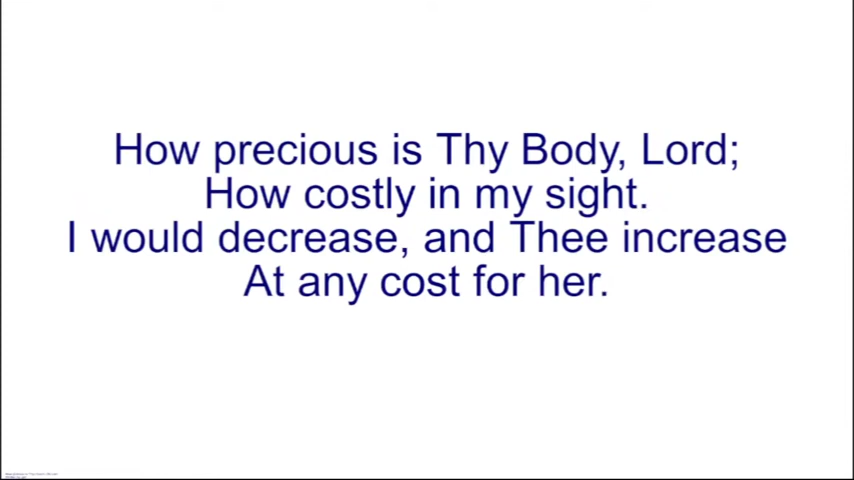 How precious is Thy Body, Lord;
How costly in my sight.
I would decrease, and Thee increase
At any cost for her.